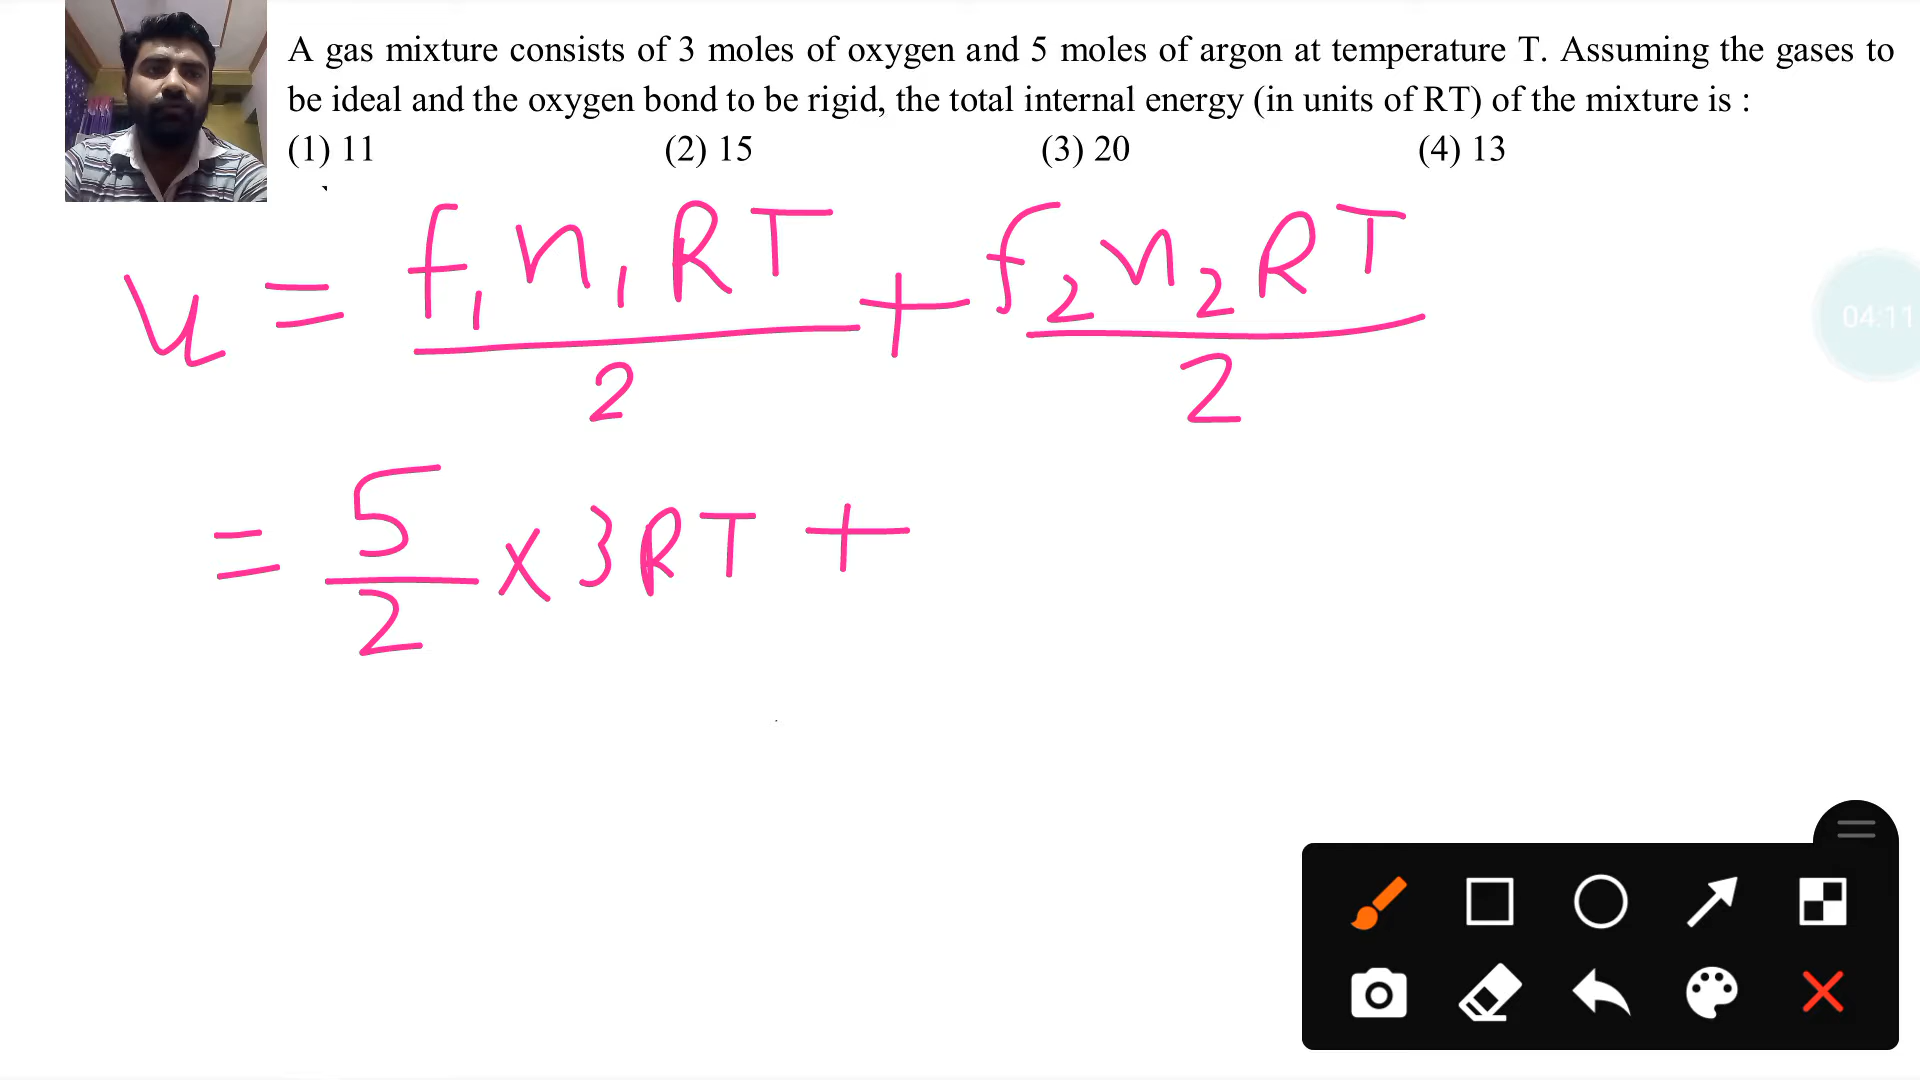 A gas mixture consists of 3 moles of oxygen and 5 moles of argon at temperature T. Assuming the gases to
be ideal and the oxygen bond to be rigid, the total internal energy (in units of RT) of the mixture is :
(1) 11 (2) 15 (3) 20 (4) 13
u = f₁n₁RT/2 + f₂n₂RT/2
04:11
= 5/2 × 3RT +